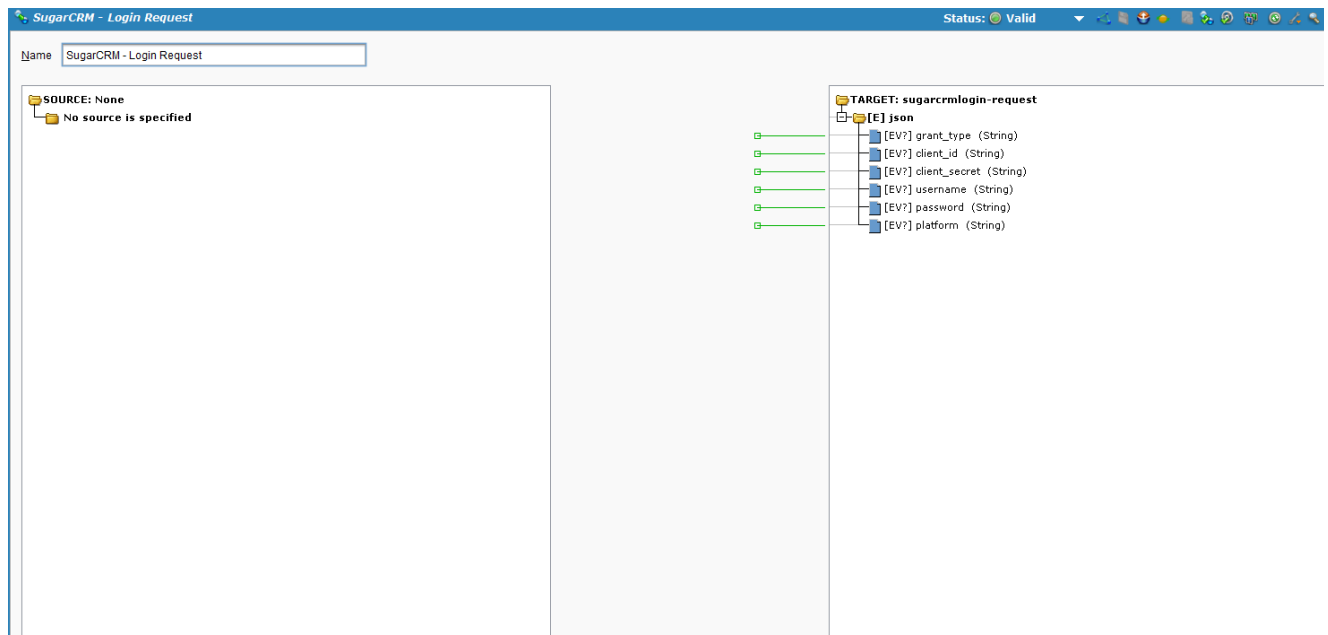 SugarCRM - Login Request
Status: Valid
Name SugarCRM - Login Request
SOURCE: None
No source is specified
TARGET: sugarcrmlogin-request
[E] json
[EV?] grant_type (String)
[EV?] client_id (String)
[EV?] client_secret (String)
[EV?] username (String)
[EV?] password (String)
[EV?] platform (String)